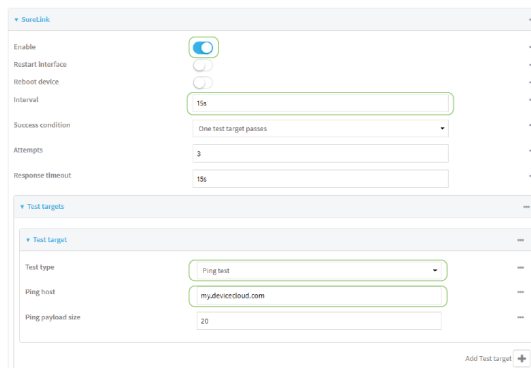 SureLink
Enable
Restart interface
Reboot device
Interval 15s
Success condition One test target passes
Attempts 3
Response timeout 15s
Test targets
Test target
Test type Ping test
Ping host my.devicecloud.com
Ping payload size 20
Add Test target